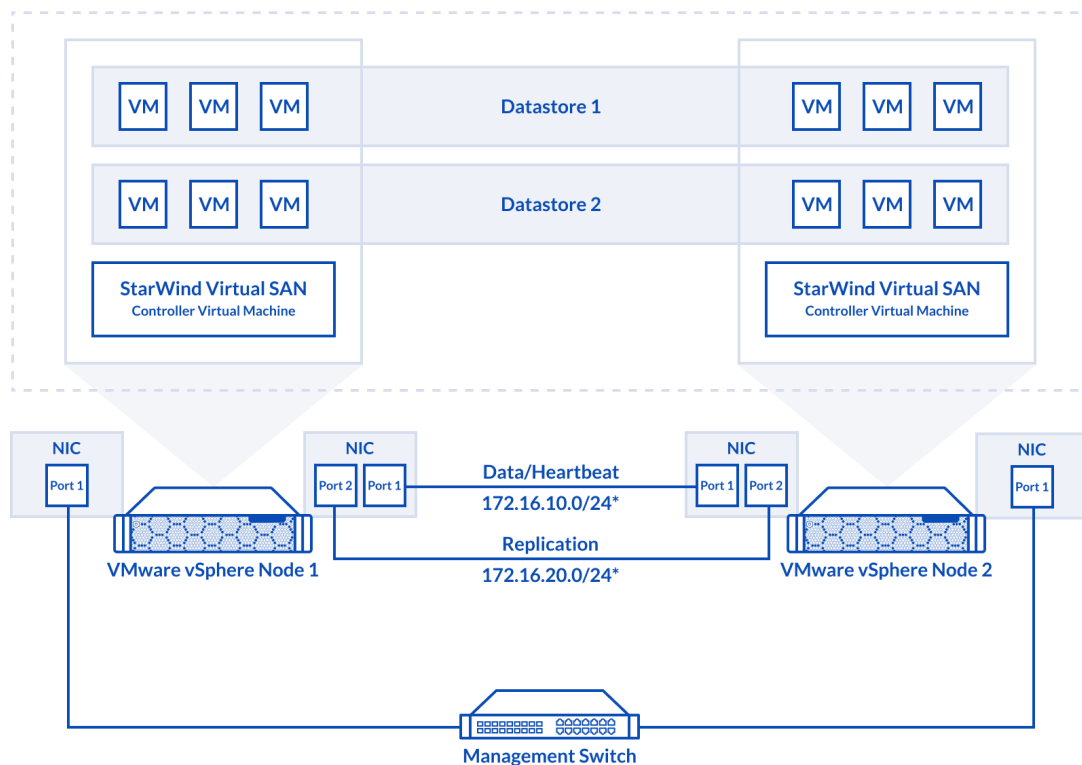 VM VM VM Datastore 1 VM VM VM
VM VM VM Datastore 2 VM VM VM
StarWind Virtual SAN
Controller Virtual Machine
StarWind Virtual SAN
Controller Virtual Machine
NIC
Port 1
NIC
Port 2 Port 1
Data/Heartbeat
172.16.10.0/24*
NIC
Port 1 Port 2
NIC
Port 1
Replication
172.16.20.0/24*
VMware vSphere Node 1
VMware vSphere Node 2
Management Switch